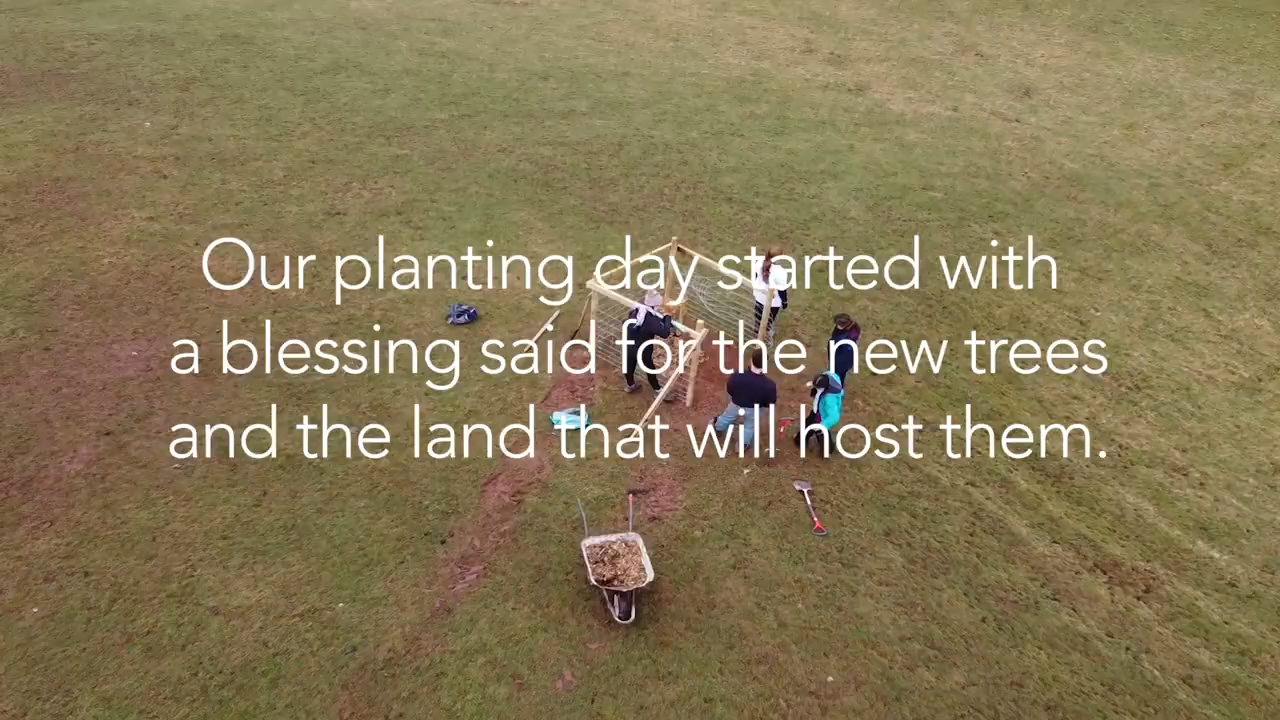 Our planting day started with
a blessing said for the new trees
and the land that will host them.